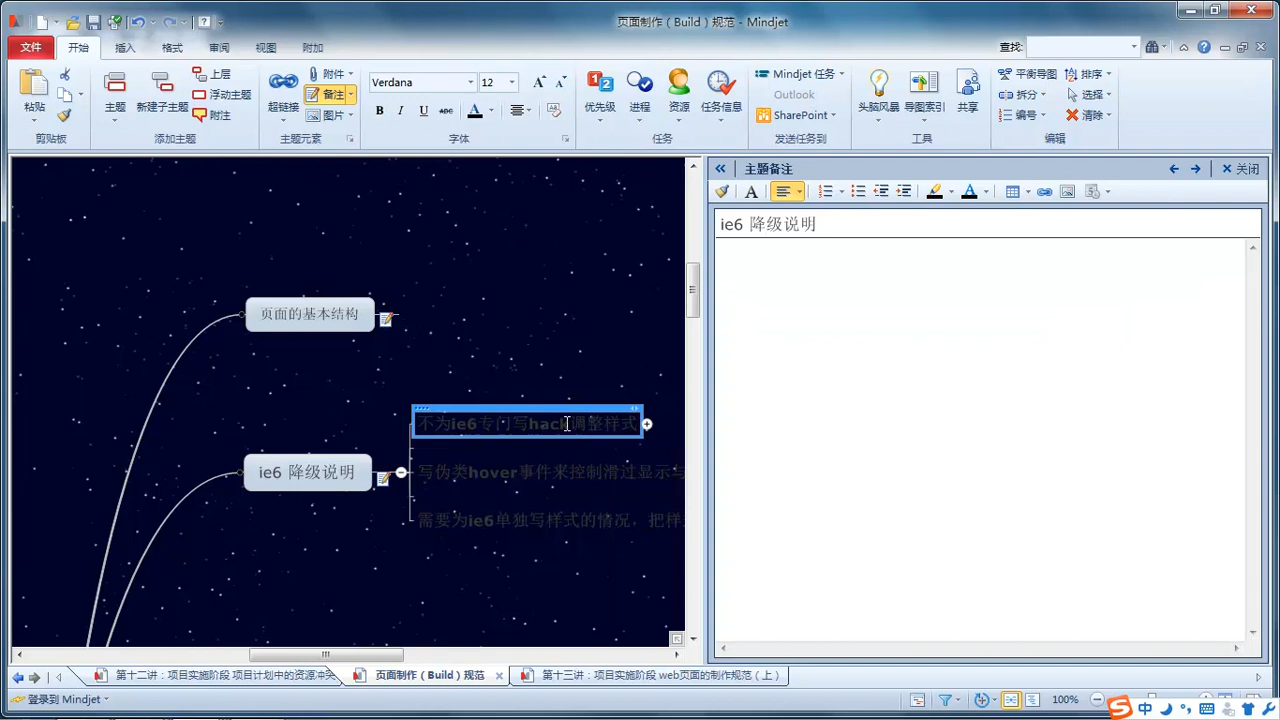 页面制作（Build）规范 - Mindjet
文件 开始 插入 格式 审阅 视图 附加 查找:
粘贴 剪贴板
主题 新建子主题 上层 浮动主题 附注 添加主题
超链接 附件 备注 图片 主题元素
Verdana 12
B I U abc A 字体
优先级 进程 资源 任务信息 任务
Mindjet 任务 Outlook SharePoint 发送任务到
头脑风暴 导图索引 共享 工具
平衡导图 排序 拆分 选择 编号 清除 编辑
主题备注 关闭
ie6 降级说明
页面的基本结构
不为ie6专门写hack调整样式
ie6 降级说明
写伪类hover事件来控制滑过显示与
需要为ie6单独写样式的情况，把样
第十二讲：项目实施阶段 项目计划中的资源冲突
页面制作（Build）规范
第十三讲：项目实施阶段 web页面的制作规范（上）
登录到 Mindjet
100%
中